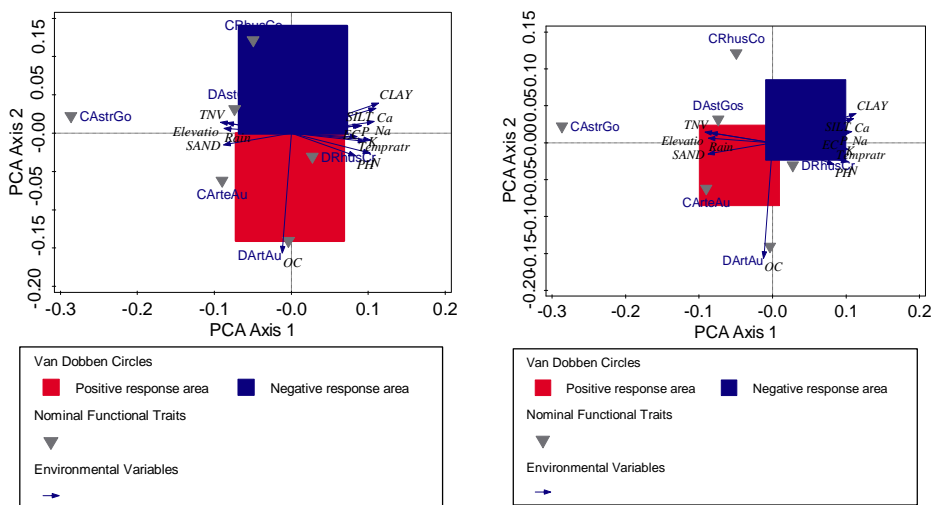 0.15
0.05
-0.00
-0.05
-0.15
-0.20
PCA Axis 2
CRhusCo
CAstrGo
DAst
TNV
Elevatio
Rain
SAND
CLAY
SILT
Ca
P
Na
K
Tempratr
PH
N
DRhusCr
CArteAu
DArtAu
OC
-0.3
-0.2
-0.1
-0.0
0.1
0.2
PCA Axis 1
Van Dobben Circles
Positive response area
Negative response area
Nominal Functional Traits
Environmental Variables
0.15
0.10
0.05
-0.00
-0.05
-0.10
-0.15
-0.20
PCA Axis 2
CRhusCo
CAstrGo
DAstGos
TNV
Elevatio
Rain
SAND
CLAY
SILT
Ca
EC
P
Na
K
Tempratr
PH
N
DRhusCr
CArteAu
DArtAu
OC
-0.3
-0.2
-0.1
-0.0
0.1
0.2
PCA Axis 1
Van Dobben Circles
Positive response area
Negative response area
Nominal Functional Traits
Environmental Variables